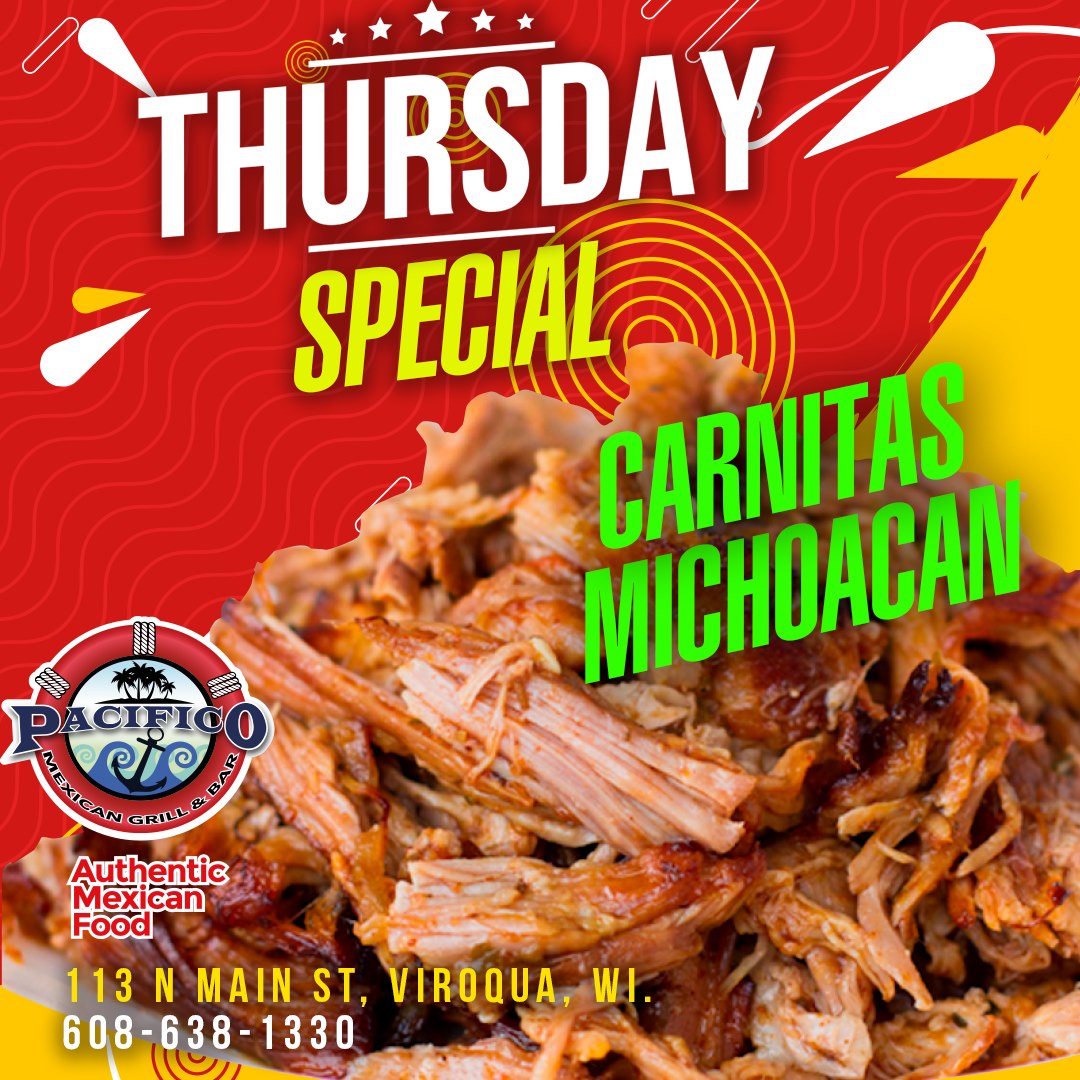 THURSDAY
SPECIAL
CARNITAS
MICHOACAN
PACIFICO
MEXICAN GRILL & BAR
Authentic
Mexican
Food
113 N MAIN ST, VIROQUA, WI.
608-638-1330